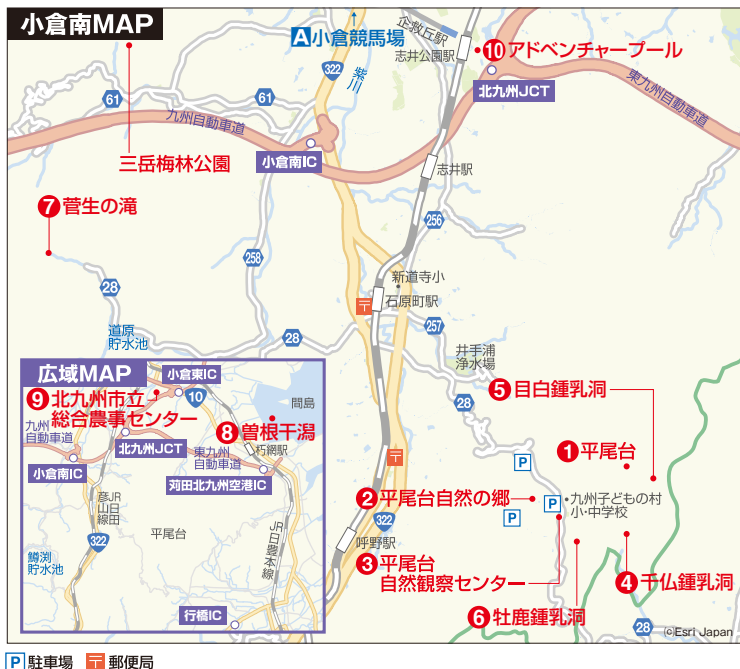 小倉南MAP
A小倉競馬場
322
紫川
企救丘駅
志井公園駅
10アドベンチャープール
北九州JCT
東九州自動車道
61
61
九州自動車道
小倉南IC
三岳梅林公園
志井駅
7菅生の滝
256
258
28
新道寺小
〒
石原町駅
道原
貯水池
28
257
井手浦
浄水場
28
広域MAP
小倉東IC
10
9北九州市立
総合農事センター
間島
8曽根干潟
九州
自動車道
北九州JCT
東九州
自動車道
朽網駅
小倉南IC
苅田北九州空港IC
JR
日田
彦山線
平尾台
322
JR日豊本線
鱒渕
貯水池
行橋IC
5目白鍾乳洞
1平尾台
〒
P
2平尾台自然の郷
P
九州子どもの村
小・中学校
P
322
呼野駅
3平尾台
自然観察センター
4千仏鍾乳洞
6牡鹿鍾乳洞
28
©Esri Japan
P駐車場 〒郵便局